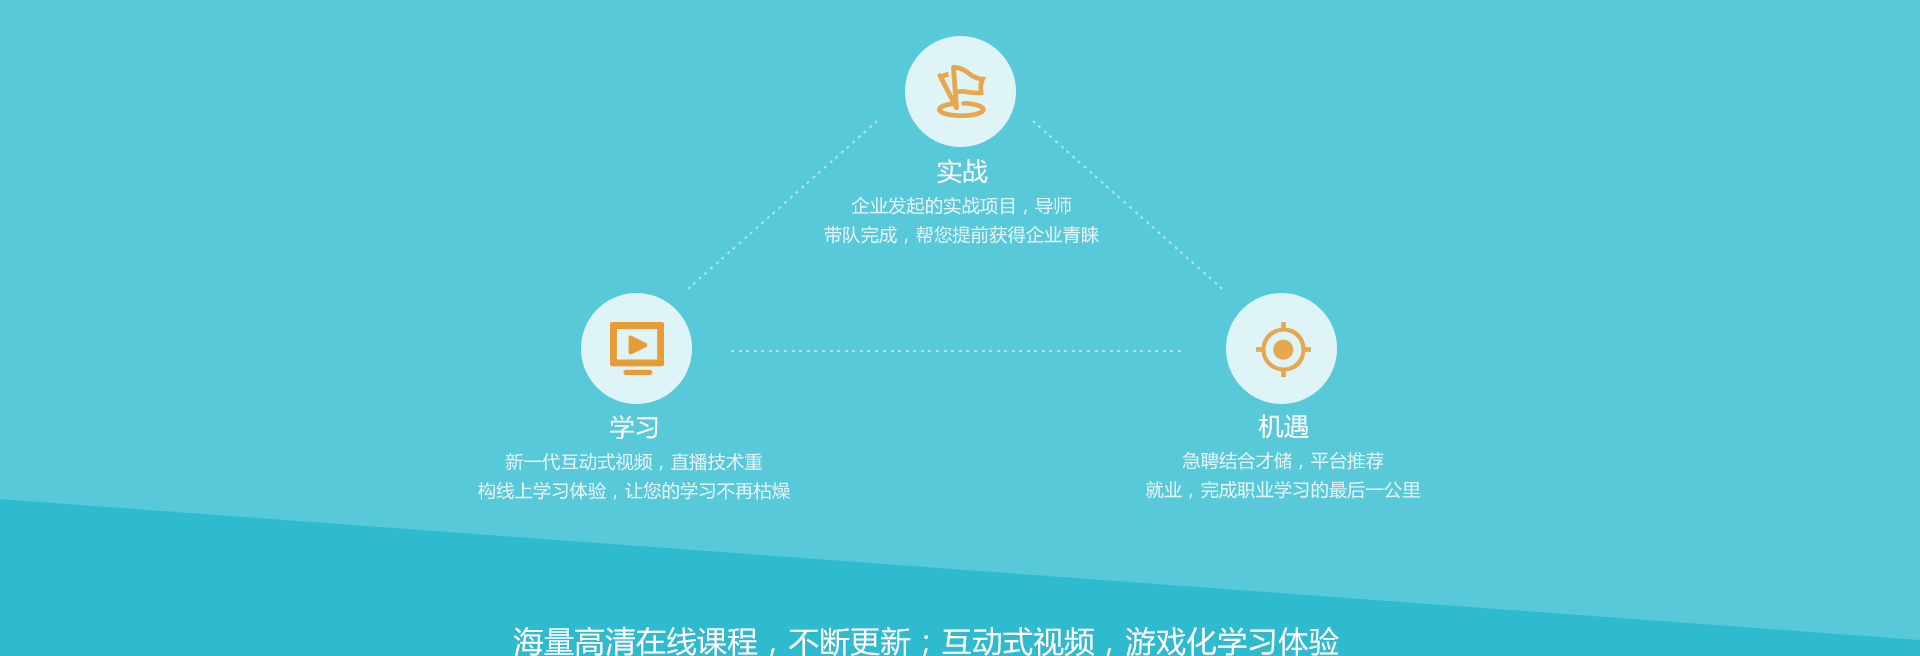 实战
企业发起的实战项目，导师
带队完成，帮您提前获得企业青睐
学习
新一代互动式视频，直播技术重
构线上学习体验，让您的学习不再枯燥
机遇
急聘结合才储，平台推荐
就业，完成职业学习的最后一公里
海量高清在线课程，不断更新；互动式视频，游戏化学习体验